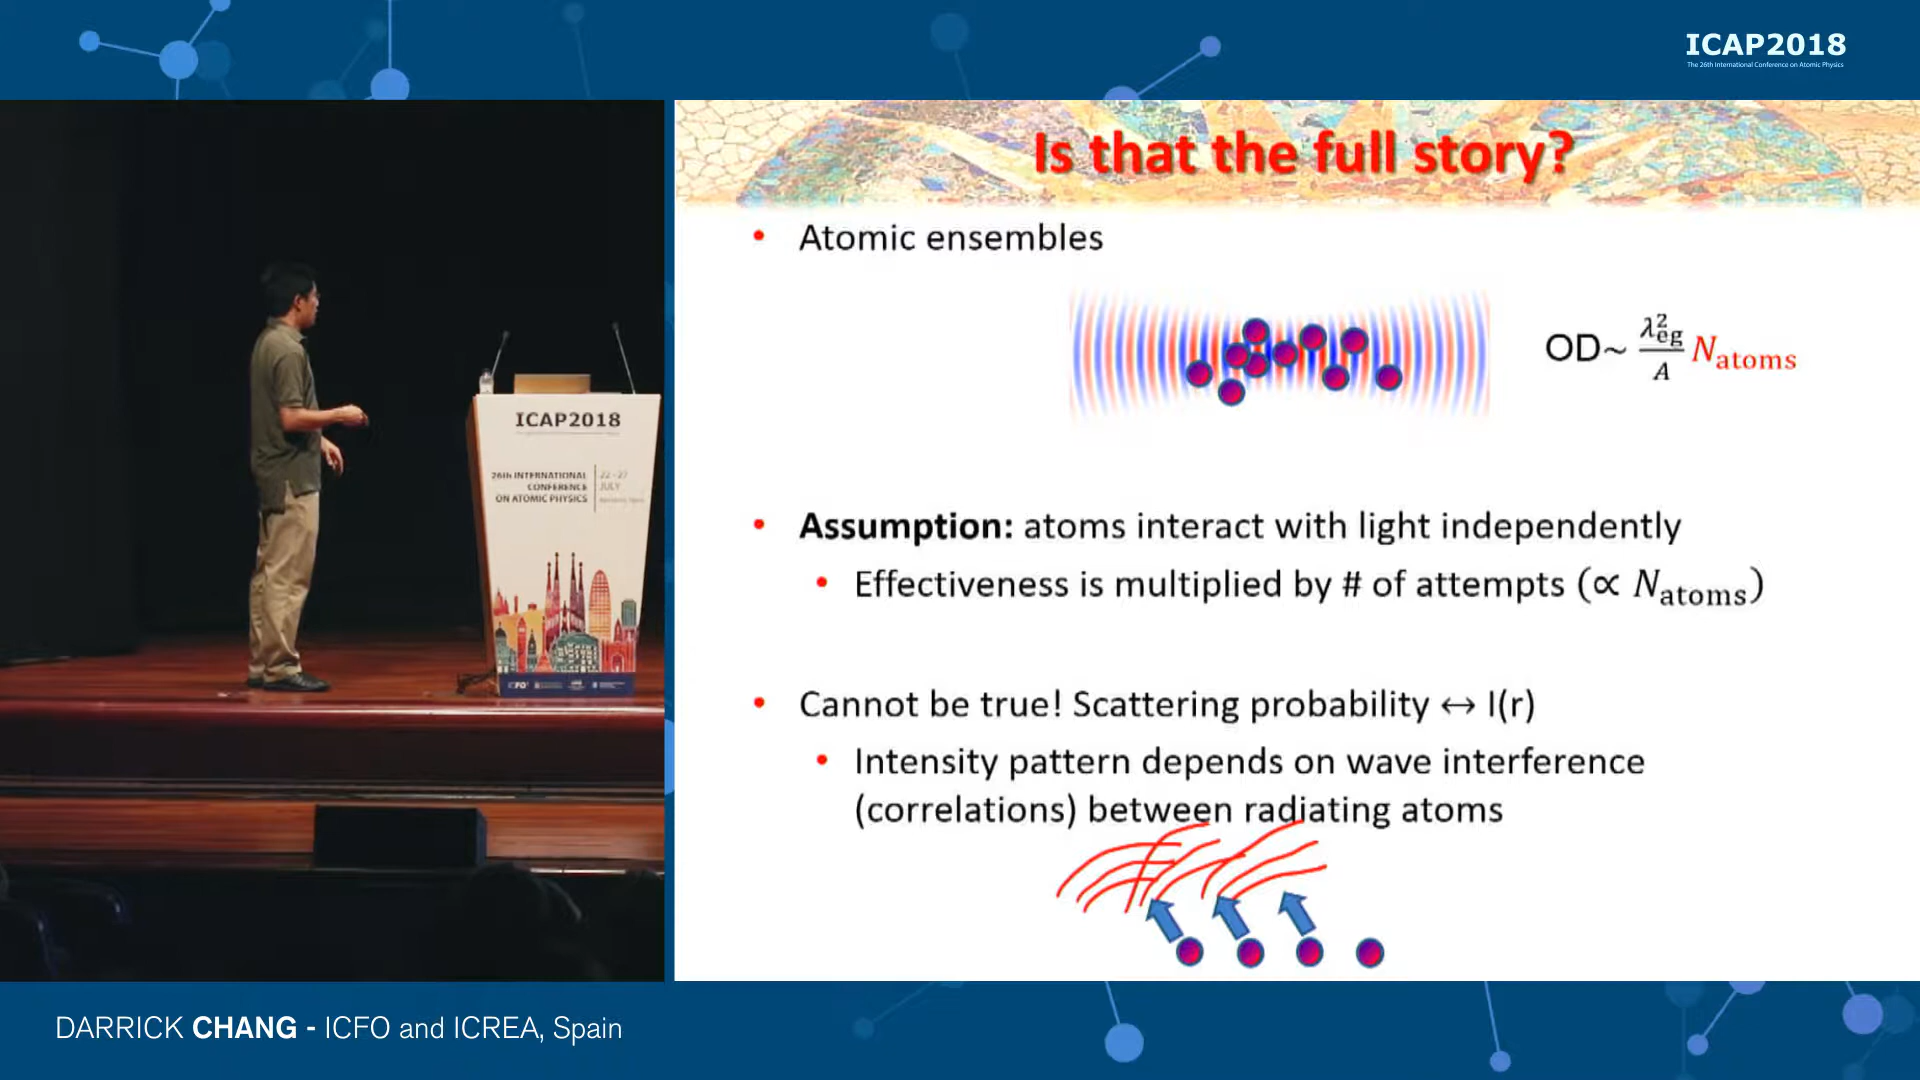 ICAP2018
The 26th International Conference on Atomic Physics
Is that the full story?
• Atomic ensembles
OD~ λ²eg/A Natoms
• Assumption: atoms interact with light independently
• Effectiveness is multiplied by # of attempts (∝ Natoms)
• Cannot be true! Scattering probability ↔ I(r)
• Intensity pattern depends on wave interference
(correlations) between radiating atoms
ICAP2018
26th INTERNATIONAL
CONFERENCE
ON ATOMIC PHYSICS
22-27
JULY
ICFO
DARRICK CHANG - ICFO and ICREA, Spain